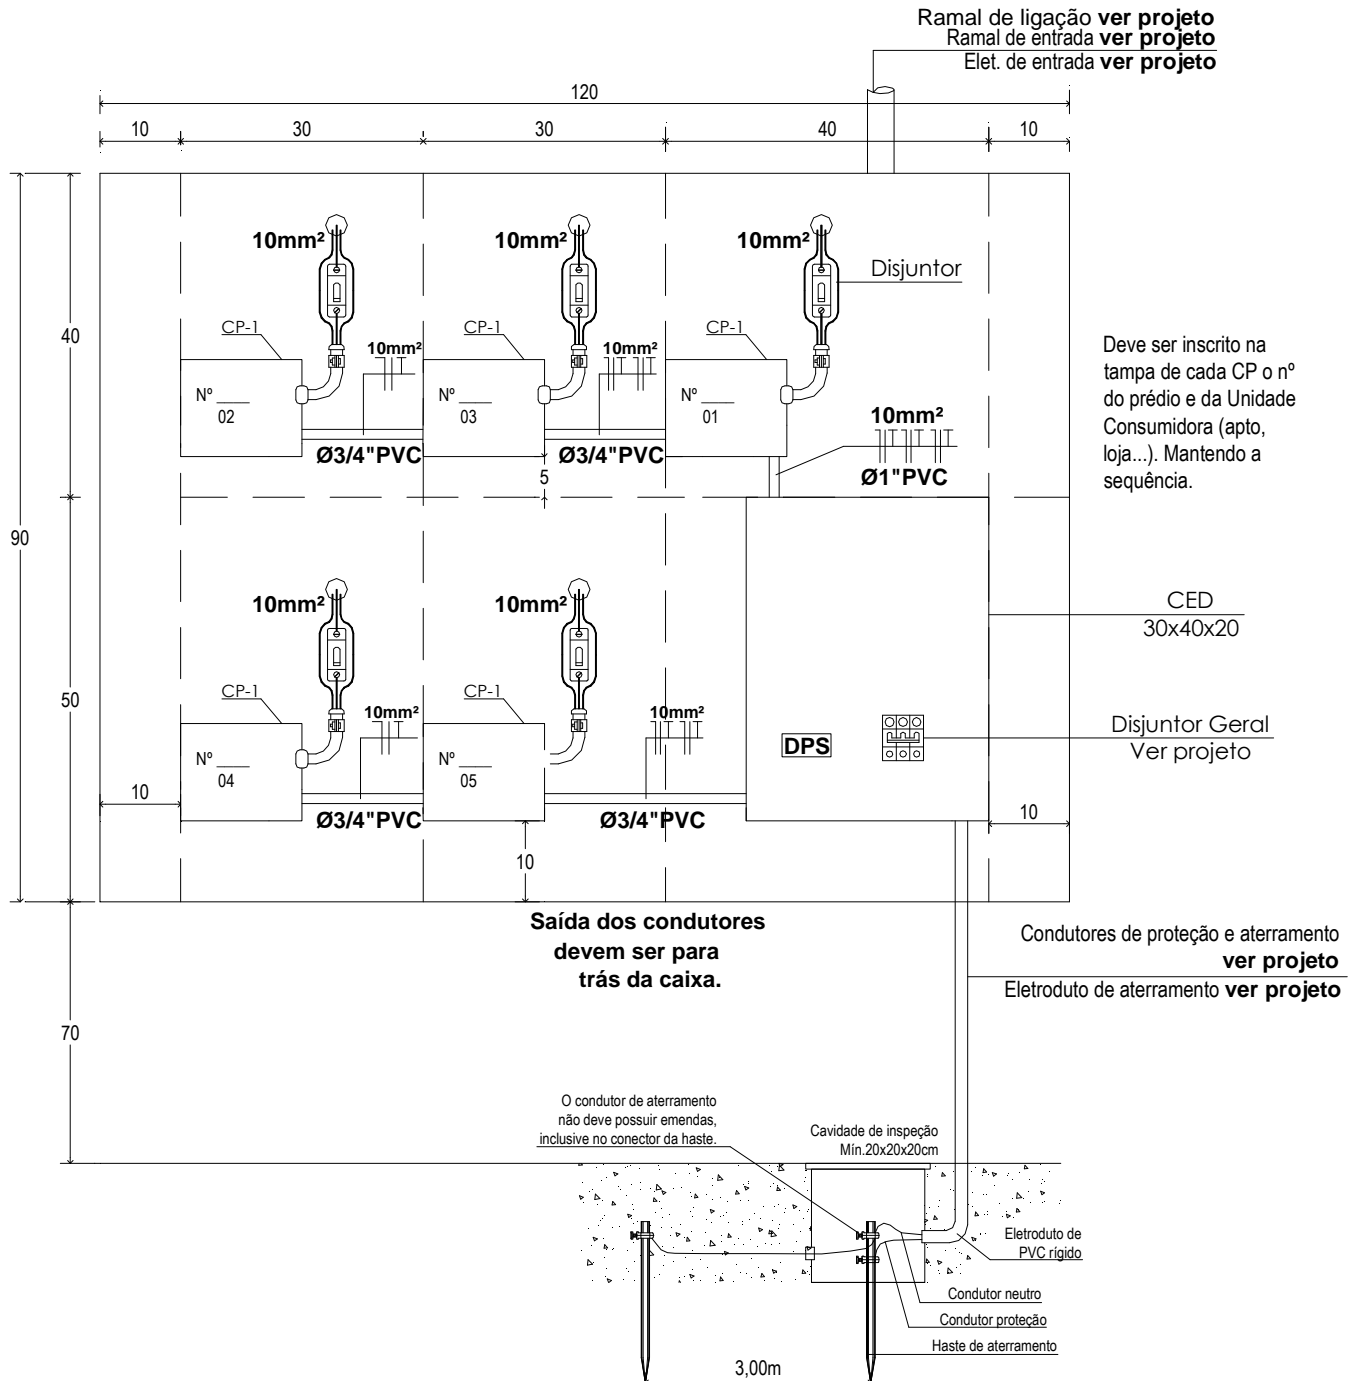 Ramal de ligação ver projeto
Ramal de entrada ver projeto
Elet. de entrada ver projeto
120
10
30
30
40
10
10mm²
10mm²
10mm²
Disjuntor
CP-1
CP-1
CP-1
40
10mm²
10mm²
Nº ____
02
Nº ____
03
Nº ____
01
Deve ser inscrito na
tampa de cada CP o nº
do prédio e da Unidade
Consumidora (apto,
loja...). Mantendo a
sequência.
10mm²
Ø3/4"PVC
Ø3/4"PVC
Ø1"PVC
5
90
10mm²
10mm²
CED
30x40x20
CP-1
CP-1
50
10mm²
10mm²
Disjuntor Geral
Ver projeto
DPS
Nº ____
04
Nº ____
05
10
Ø3/4"PVC
Ø3/4"PVC
10
10
Saída dos condutores
devem ser para
trás da caixa.
Condutores de proteção e aterramento
ver projeto
Eletroduto de aterramento ver projeto
70
O condutor de aterramento
não deve possuir emendas,
inclusive no conector da haste.
Cavidade de inspeção
Mín.20x20x20cm
Eletroduto de
PVC rígido
Condutor neutro
Condutor proteção
Haste de aterramento
3,00m